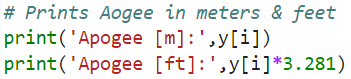 # Prints Aogee in meters & feet
print('Apogee [m]:',y[i])
print('Apogee [ft]:',y[i]*3.281)